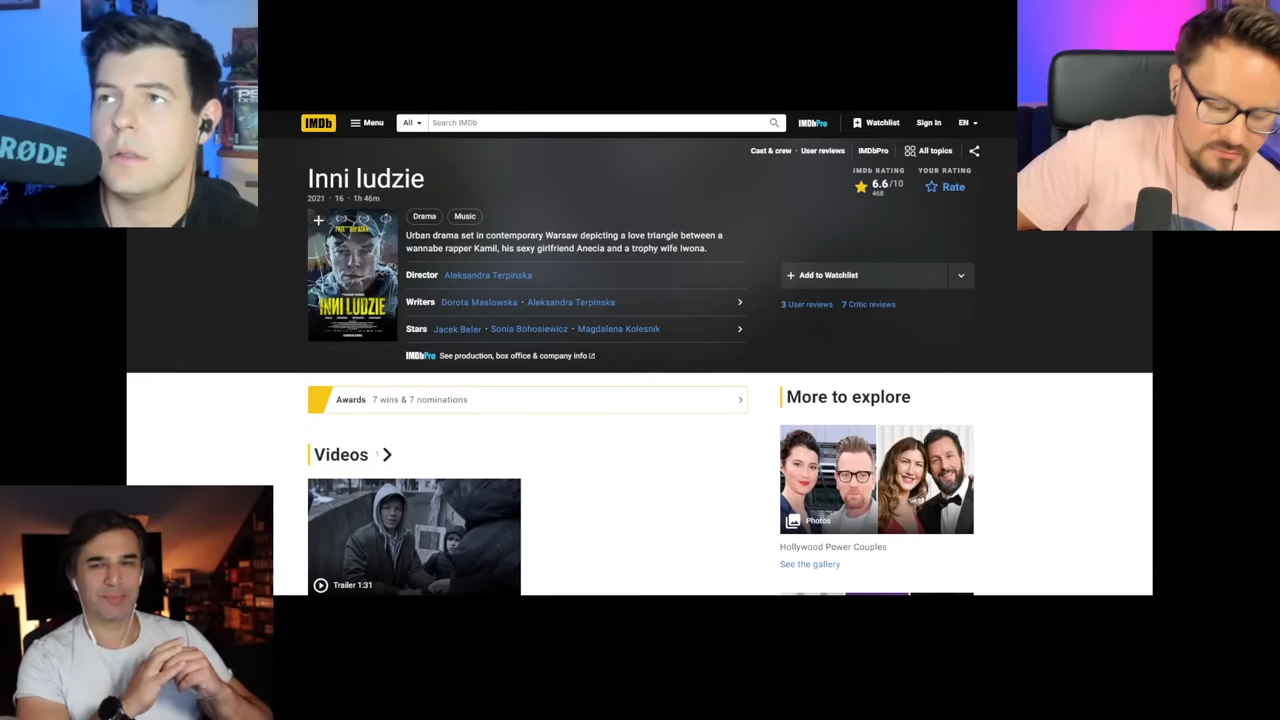 RØDE
IMDb
Menu
All
Search IMDb
IMDbPro
Watchlist
Sign In
EN
Cast & crew · User reviews
IMDbPro
All topics
Inni ludzie
2021 · 16 · 1h 46m
IMDb RATING
6.6/10
468
YOUR RATING
Rate
INNI LUDZIE
Drama
Music
Urban drama set in contemporary Warsaw depicting a love triangle between a
wannabe rapper Kamil, his sexy girlfriend Anecia and a trophy wife Iwona.
Director Aleksandra Terpinska
Writers Dorota Maslowska · Aleksandra Terpinska
Stars Jacek Beler · Sonia Bohosiewicz · Magdalena Kolesnik
IMDbPro See production, box office & company info
+ Add to Watchlist
3 User reviews 7 Critic reviews
Awards 7 wins & 7 nominations
Videos 1
Trailer 1:31
More to explore
Photos
Hollywood Power Couples
See the gallery